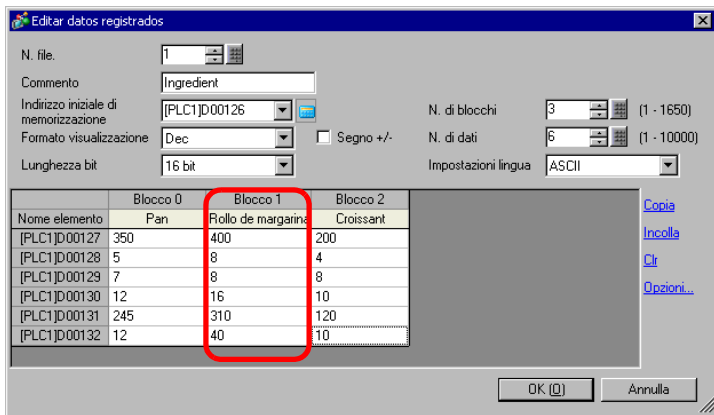 Editar datos registrados
N. file. 1
Commento Ingredient
Indirizzo iniziale di memorizzazione [PLC1]D00126 N. di blocchi 3 (1 - 1650)
Formato visualizzazione Dec Segno +/- N. di dati 6 (1 - 10000)
Lunghezza bit 16 bit Impostazioni lingua ASCII
Blocco 0 Blocco 1 Blocco 2
Nome elemento Pan Rollo de margarina Croissant
[PLC1]D00127 350 400 200
[PLC1]D00128 5 8 4
[PLC1]D00129 7 8 8
[PLC1]D00130 12 16 10
[PLC1]D00131 245 310 120
[PLC1]D00132 12 40 10
Copia
Incolla
Clr
Opzioni...
OK (O) Annulla